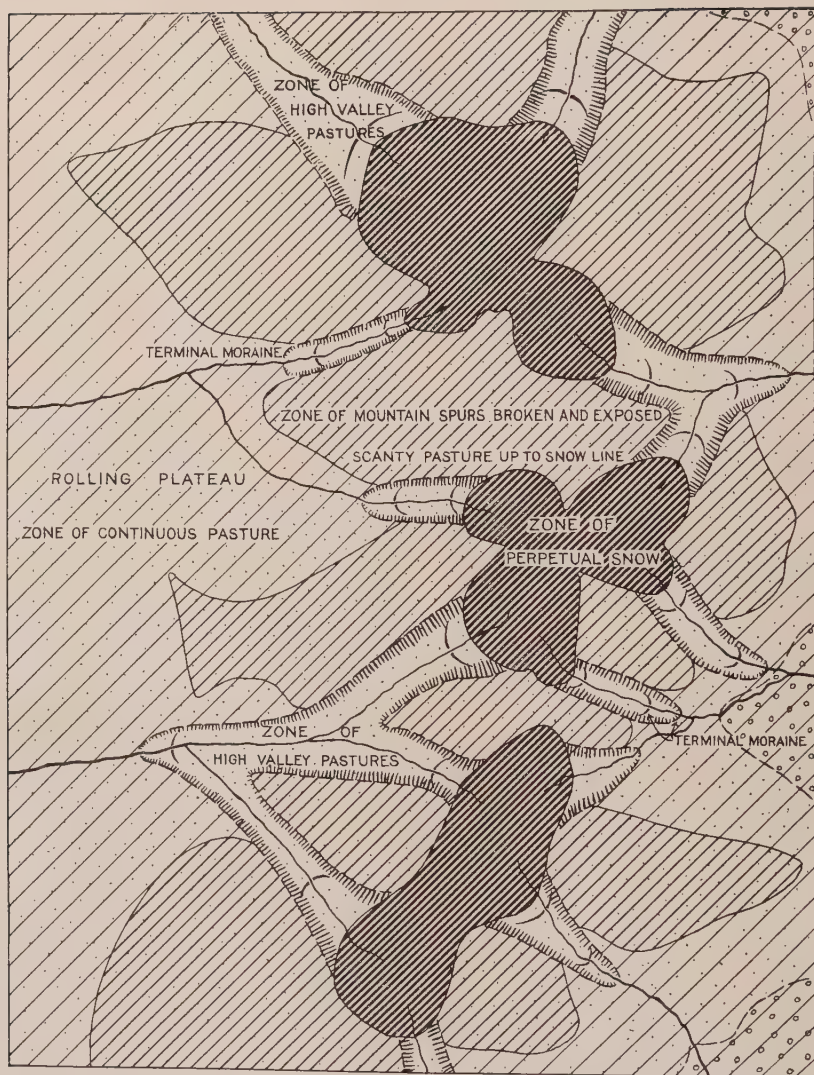 ZONE OF
HIGH VALLEY
PASTURES
TERMINAL MORAINE
ZONE OF MOUNTAIN SPURS BROKEN AND EXPOSED
SCANTY PASTURE UP TO SNOW LINE
ROLLING PLATEAU
ZONE OF CONTINUOUS PASTURE
ZONE OF
PERPETUAL SNOW
ZONE OF
HIGH VALLEY PASTURES
TERMINAL MORAINE